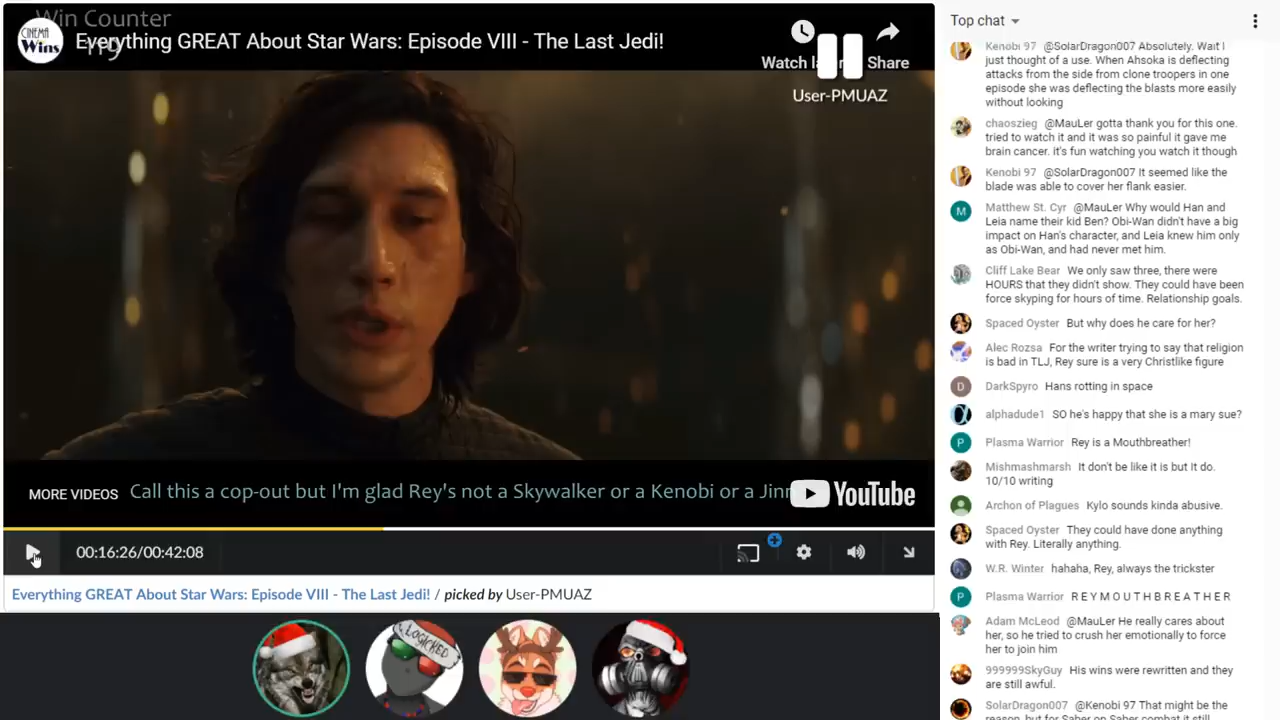 Win Counter
CINEMA
Wins
Everything GREAT About Star Wars: Episode VIII - The Last Jedi!
Share
User-PMUAZ
MORE VIDEOS
Call this a cop-out but I'm glad Rey's not a Skywalker or a Kenobi or a Jinn
YouTube
00:16:26/00:42:08
Everything GREAT About Star Wars: Episode VIII - The Last Jedi! / picked by User-PMUAZ
LOGICKED
Top chat
Kenobi 97 @SolarDragon007 Absolutely. Wait I
just thought of a use. When Ahsoka is deflecting
attacks from the side from clone troopers in one
episode she was deflecting the blasts more easily
without looking
chaoszieg @MauLer gotta thank you for this one.
tried to watch it and it was so painful it gave me
brain cancer. it's fun watching you watch it though
Kenobi 97 @SolarDragon007 It seemed like the
blade was able to cover her flank easier.
M
Matthew St. Cyr @MauLer Why would Han and
Leia name their kid Ben? Obi-Wan didn't have a big
impact on Han's character, and Leia knew him only
as Obi-Wan, and had never met him.
Cliff Lake Bear We only saw three, there were
HOURS that they didn't show. They could have been
force skyping for hours of time. Relationship goals.
Spaced Oyster But why does he care for her?
Alec Rozsa For the writer trying to say that religion
is bad in TLJ, Rey sure is a very Christlike figure
D
DarkSpyro Hans rotting in space
alphadude1 SO he's happy that she is a mary sue?
P
Plasma Warrior Rey is a Mouthbreather!
Mishmashmarsh It don't be like it is but It do.
10/10 writing
Archon of Plagues Kylo sounds kinda abusive.
Spaced Oyster They could have done anything
with Rey. Literally anything.
W.R. Winter hahaha, Rey, always the trickster
P
Plasma Warrior R E Y M O U T H B R E A T H E R
Adam McLeod @MauLer He really cares about
her, so he tried to crush her emotionally to force
her to join him
999999SkyGuy His wins were rewritten and they
are still awful.
SolarDragon007 @Kenobi 97 That might be the
reason, but for Saber on Saber combat it still